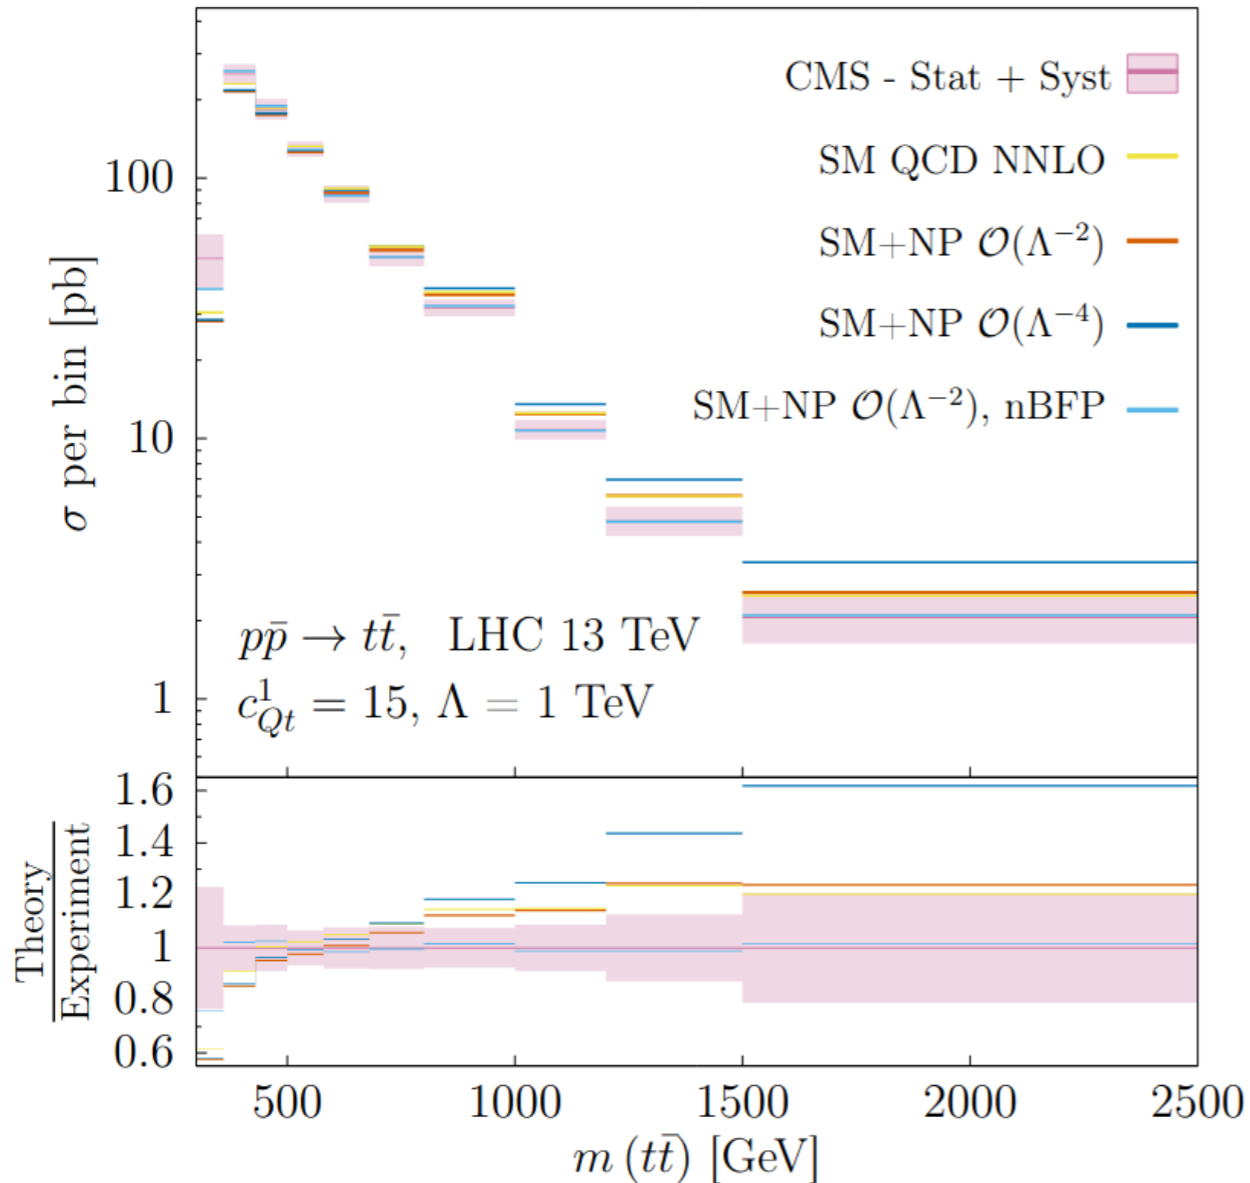 CMS - Stat + Syst
SM QCD NNLO
SM+NP 𝒪(Λ⁻²)
SM+NP 𝒪(Λ⁻⁴)
SM+NP 𝒪(Λ⁻²), nBFP
100
10
1
σ per bin [pb]
pp̄ → tt̄, LHC 13 TeV
c¹_Qt = 15, Λ = 1 TeV
1.6
1.4
1.2
1
0.8
0.6
Theory
Experiment
500 1000 1500 2000 2500
m (tt̄) [GeV]